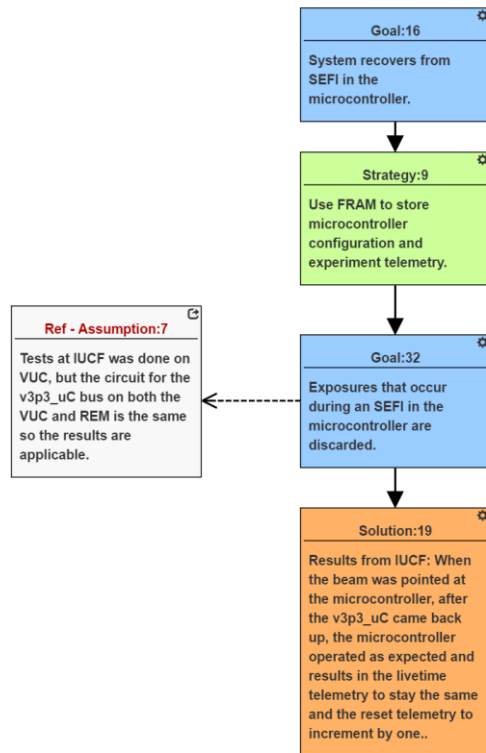 Goal:16
System recovers from
SEFI in the
microcontroller.
Strategy:9
Use FRAM to store
microcontroller
configuration and
experiment telemetry.
Ref - Assumption:7
Tests at IUCF was done on
VUC, but the circuit for the
v3p3_uC bus on both the
VUC and REM is the same
so the results are
applicable.
Goal:32
Exposures that occur
during an SEFI in the
microcontroller are
discarded.
Solution:19
Results from IUCF: When
the beam was pointed at
the microcontroller, after
the v3p3_uC came back
up, the microcontroller
operated as expected and
results in the livetime
telemetry to stay the same
and the reset telemetry to
increment by one..